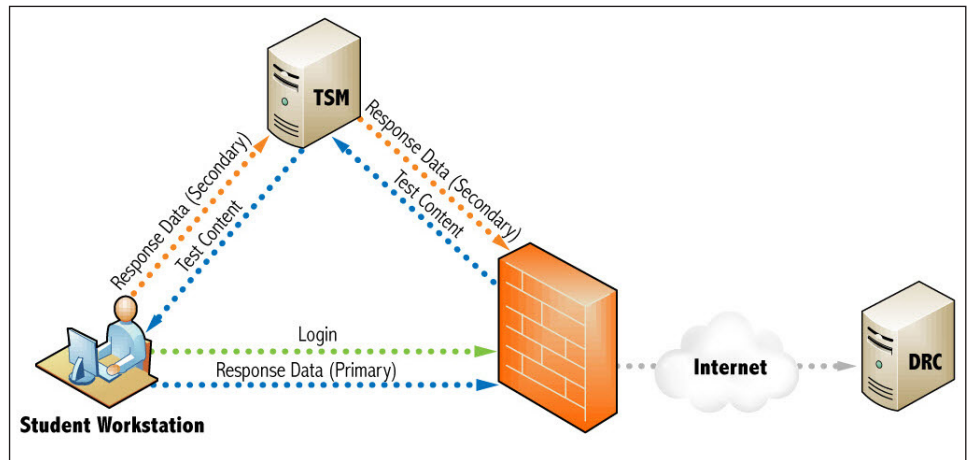 TSM
Response Data (Secondary)
Test Content
Response Data (Secondary)
Test Content
Login
Response Data (Primary)
Student Workstation
Internet
DRC